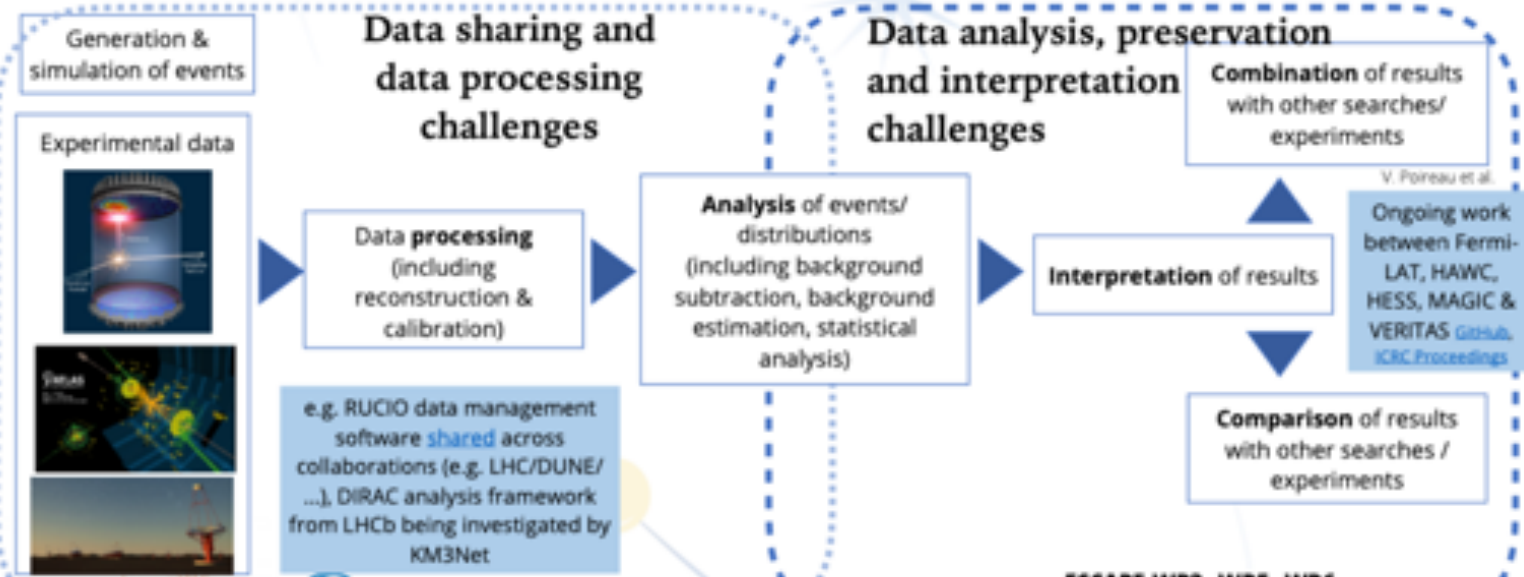 Generation &
simulation of events
Experimental data
ATLAS
Data sharing and
data processing
challenges
Data processing
(including
reconstruction &
calibration)
e.g. RUCIO data management
software shared across
collaborations (e.g. LHC/DUNE/
...), DIRAC analysis framework
from LHCb being investigated by
KM3Net
Analysis of events/
distributions
(including background
subtraction, background
estimation, statistical
analysis)
Data analysis, preservation
and interpretation
challenges
Interpretation of results
Combination of results
with other searches/
experiments
V. Poireau et al.
Ongoing work
between Fermi-
LAT, HAWC,
HESS, MAGIC &
VERITAS GitHub,
ICRC Proceedings
Comparison of results
with other searches /
experiments